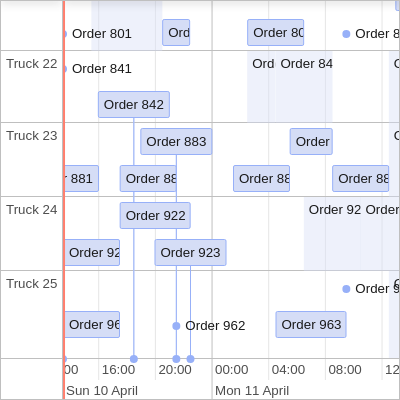 Order 801
Ord
Order 80
Order 8
Truck 22
Order 841
Ord
Order 84
Order 842
Truck 23
Order 883
Order
881
Order 88
Order 88
Order 88
Truck 24
Order 922
Order 92
Order
Order 92
Order 923
Truck 25
Order 9
Order 96
Order 962
Order 963
00
16:00
20:00
00:00
04:00
08:00
12
Sun 10 April
Mon 11 April